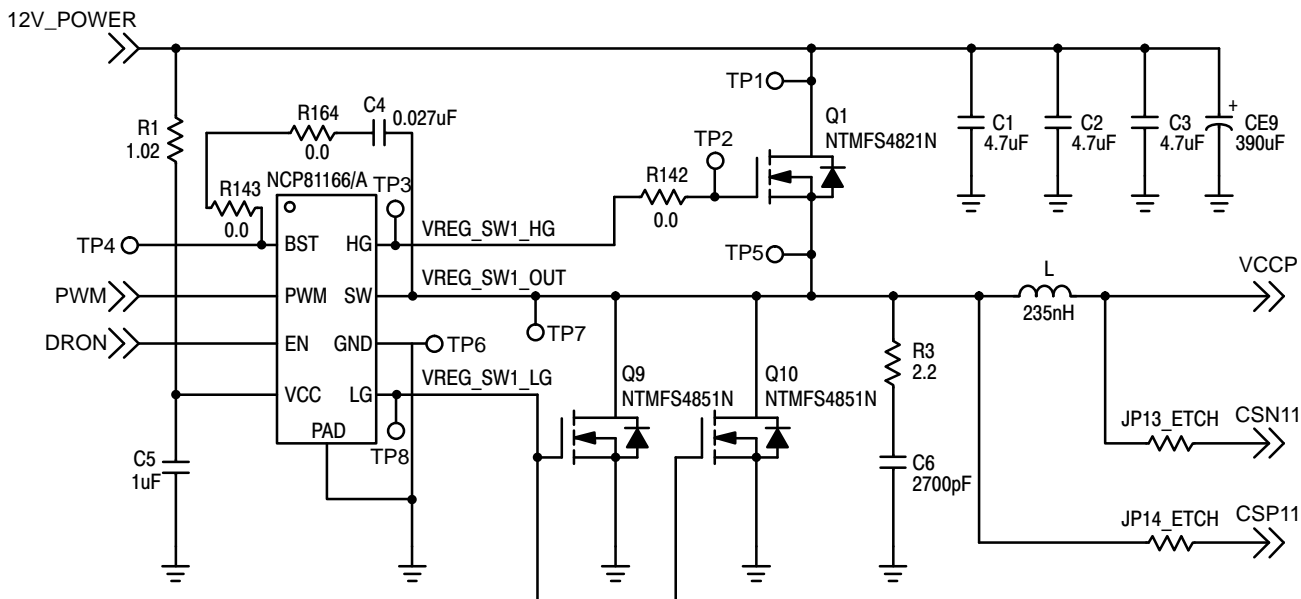 12V_POWER
TP1
R1
1.02
R164
0.0
C4
0.027uF
Q1
NTMFS4821N
C1
4.7uF
C2
4.7uF
C3
4.7uF
+
CE9
390uF
R143
0.0
NCP81166/A
TP3
TP2
R142
0.0
TP4
BST
HG
VREG_SW1_HG
TP5
PWM
PWM
SW
VREG_SW1_OUT
TP7
L
235nH
VCCP
DRON
EN
GND
TP6
VCC
LG
VREG_SW1_LG
PAD
TP8
Q9
NTMFS4851N
Q10
NTMFS4851N
R3
2.2
C5
1uF
C6
2700pF
JP13_ETCH
CSN11
JP14_ETCH
CSP11